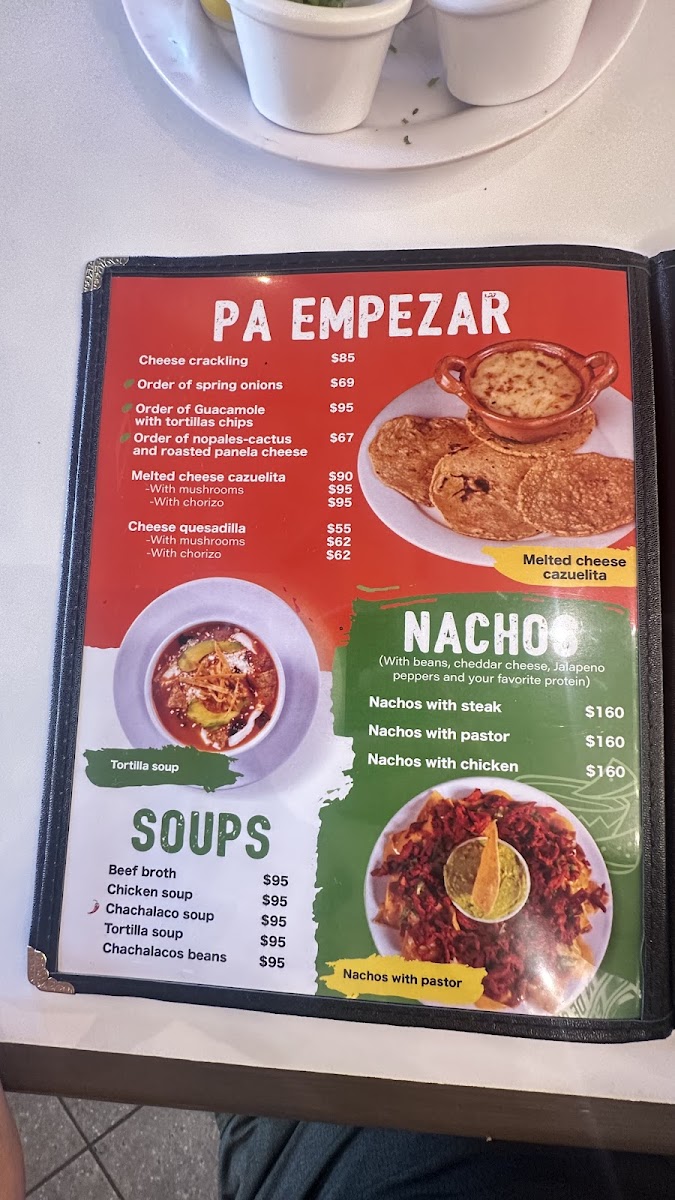 PA EMPEZAR
Cheese crackling $85
Order of spring onions $69
Order of Guacamole $95
with tortillas chips
Order of nopales-cactus $67
and roasted panela cheese
Melted cheese cazuelita $90
-With mushrooms $95
-With chorizo $95
Cheese quesadilla $55
-With mushrooms $62
-With chorizo $62
Melted cheese
cazuelita
NACHOS
(With beans, cheddar cheese, Jalapeno
peppers and your favorite protein)
Nachos with steak $160
Nachos with pastor $160
Nachos with chicken $160
Nachos with pastor
Tortilla soup
SOUPS
Beef broth $95
Chicken soup $95
Chachalaco soup $95
Tortilla soup $95
Chachalacos beans $95